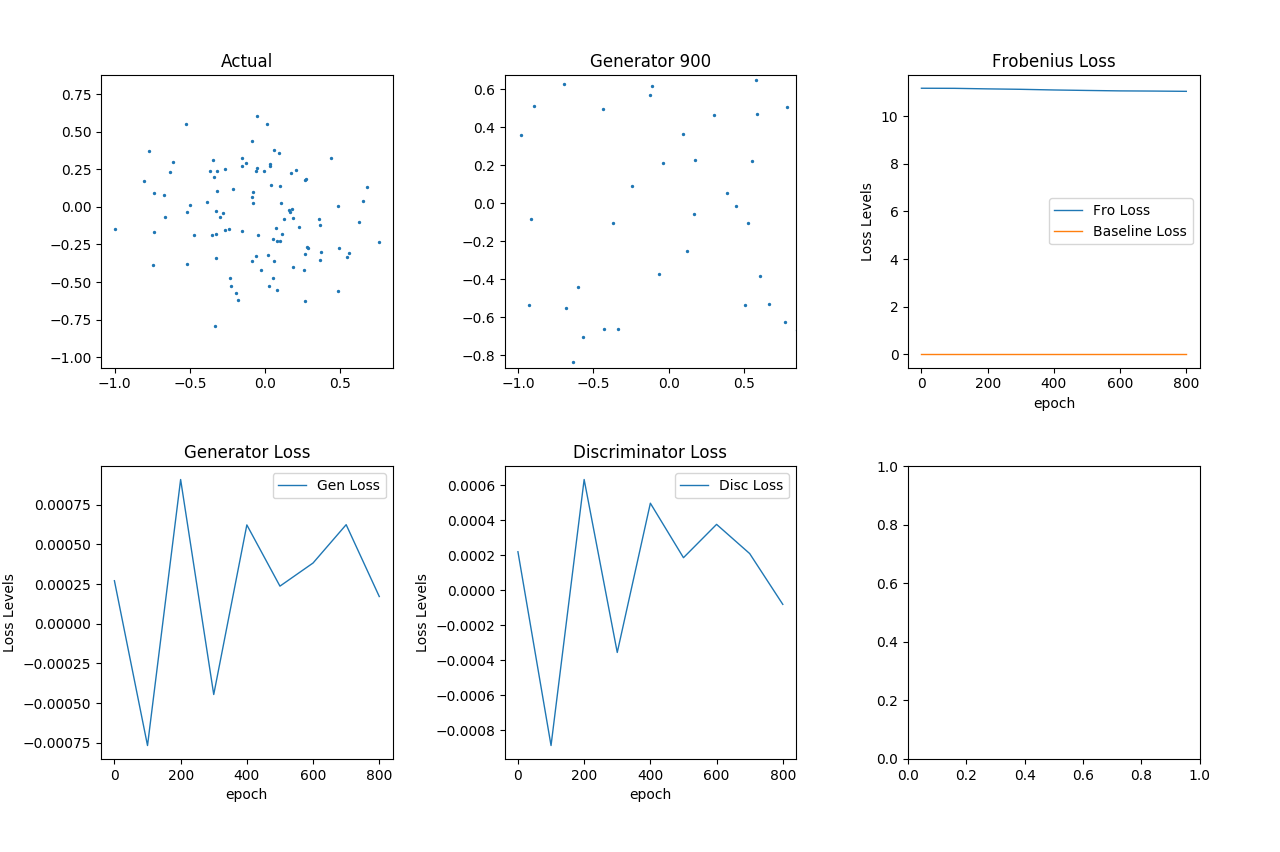 Actual
0.75
0.50
0.25
0.00
−0.25
−0.50
−0.75
−1.00
−1.0 −0.5 0.0 0.5
Generator 900
0.6
0.4
0.2
0.0
−0.2
−0.4
−0.6
−0.8
−1.0 −0.5 0.0 0.5
Frobenius Loss
Loss Levels
10
8
6
4
2
0
Fro Loss
Baseline Loss
0 200 400 600 800
epoch
Generator Loss
Loss Levels
0.00075
0.00050
0.00025
0.00000
−0.00025
−0.00050
−0.00075
Gen Loss
0 200 400 600 800
epoch
Discriminator Loss
Loss Levels
0.0006
0.0004
0.0002
0.0000
−0.0002
−0.0004
−0.0006
−0.0008
Disc Loss
0 200 400 600 800
epoch
1.0
0.8
0.6
0.4
0.2
0.0
0.0 0.2 0.4 0.6 0.8 1.0